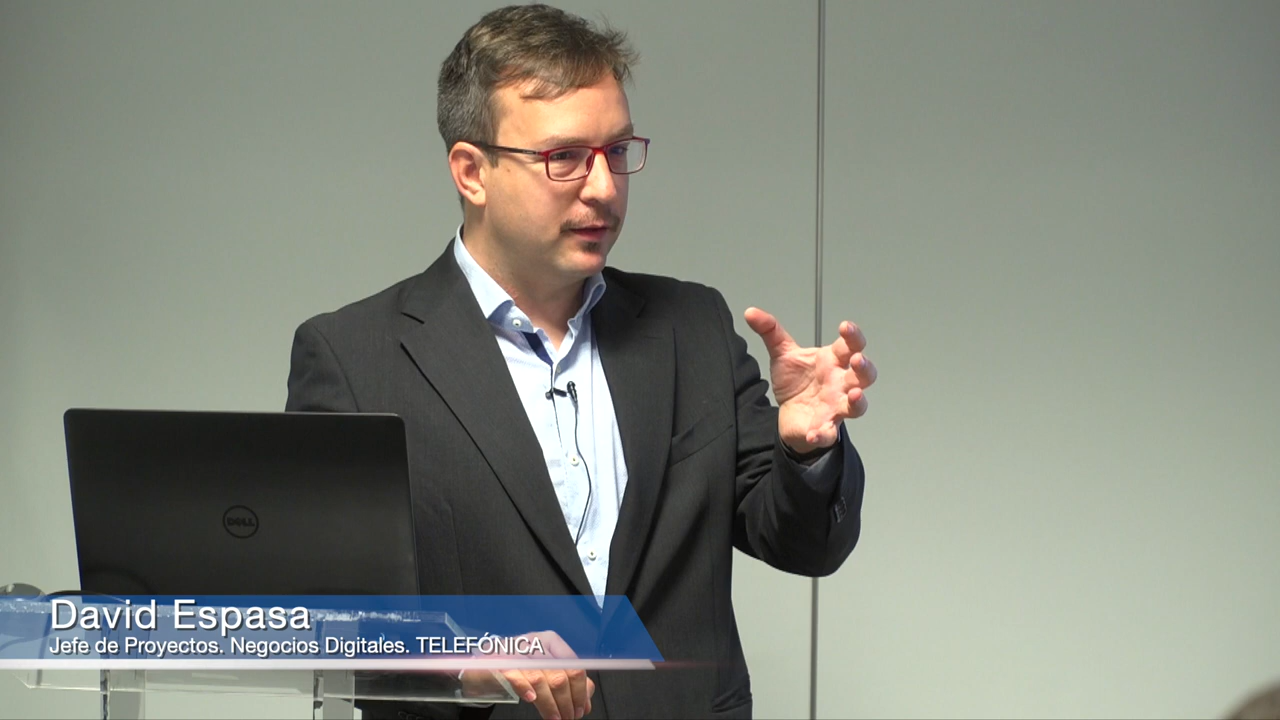 DELL
David Espasa
Jefe de Proyectos. Negocios Digitales. TELEFÓNICA